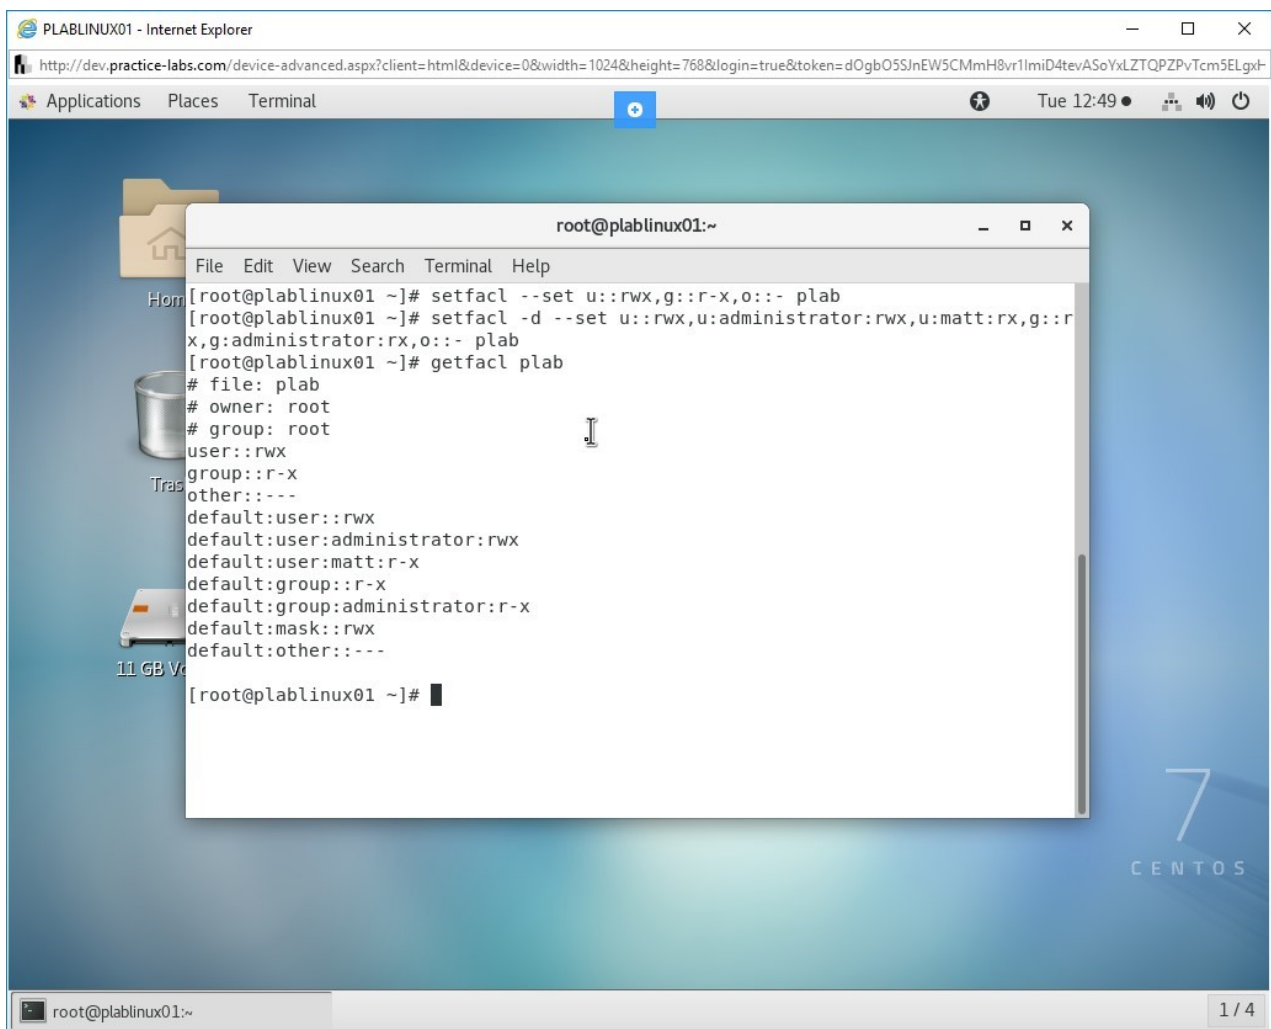 PLABLINUX01 - Internet Explorer
http://dev.practice-labs.com/device-advanced.aspx?client=html&device=0&width=1024&height=768&login=true&token=dOgbO5SJnEW5CMmH8vr1ImiD4tevASoYxLZTQPZPvTcm5ELgxH
Applications Places Terminal Tue 12:49
root@plablinux01:~
File Edit View Search Terminal Help
[root@plablinux01 ~]# setfacl --set u::rwx,g::r-x,o::- plab
[root@plablinux01 ~]# setfacl -d --set u::rwx,u:administrator:rwx,u:matt:rx,g::r
x,g:administrator:rx,o::- plab
[root@plablinux01 ~]# getfacl plab
# file: plab
# owner: root
# group: root
user::rwx
group::r-x
other::---
default:user::rwx
default:user:administrator:rwx
default:user:matt:r-x
default:group::r-x
default:group:administrator:r-x
default:mask::rwx
default:other::---
[root@plablinux01 ~]#
Hom
Tras
11 GB Vo
7
CENTOS
root@plablinux01:~
1 / 4